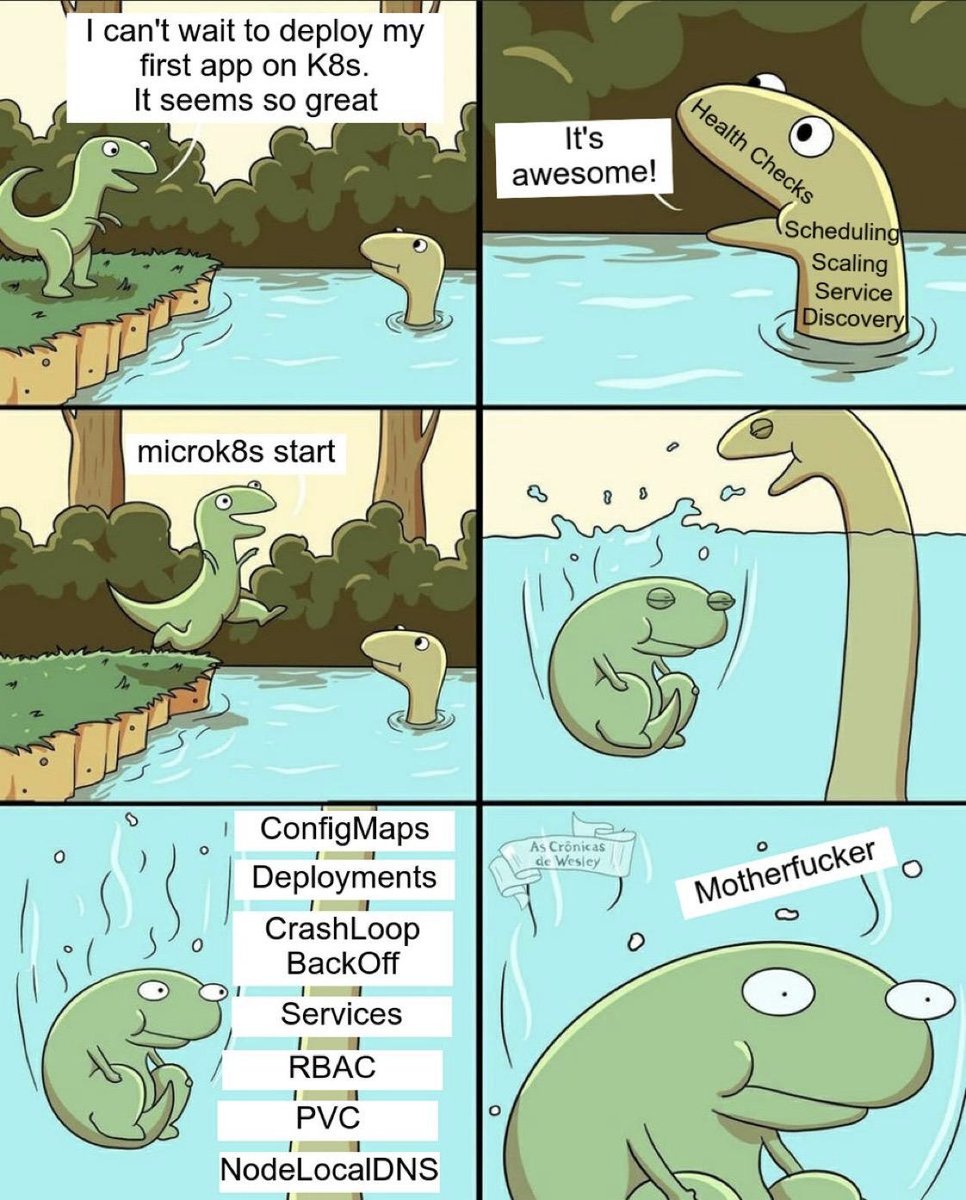 I can't wait to deploy my
first app on K8s.
It seems so great
It's
awesome!
Health Checks
Scheduling
Scaling
Service
Discovery
microk8s start
ConfigMaps
Deployments
CrashLoop
BackOff
Services
RBAC
PVC
NodeLocalDNS
As Crônicas
de Wesley
Motherfucker